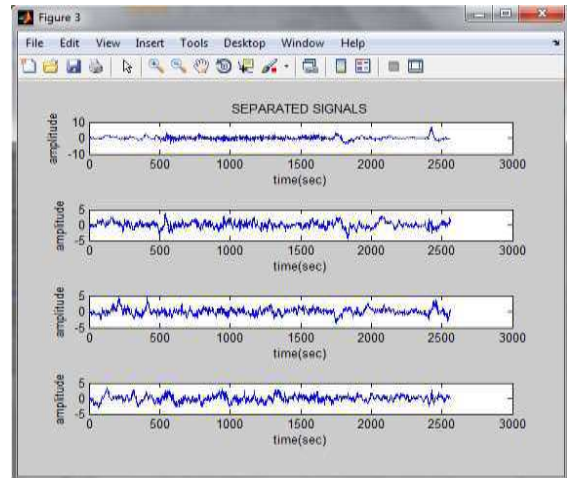 Figure 3
File Edit View Insert Tools Desktop Window Help
SEPARATED SIGNALS
amplitude
10
0
-10
0 500 1000 1500 2000 2500 3000
time(sec)
amplitude
5
0
-5
0 500 1000 1500 2000 2500 3000
time(sec)
amplitude
5
0
-5
0 500 1000 1500 2000 2500 3000
time(sec)
amplitude
5
0
-5
0 500 1000 1500 2000 2500 3000
time(sec)